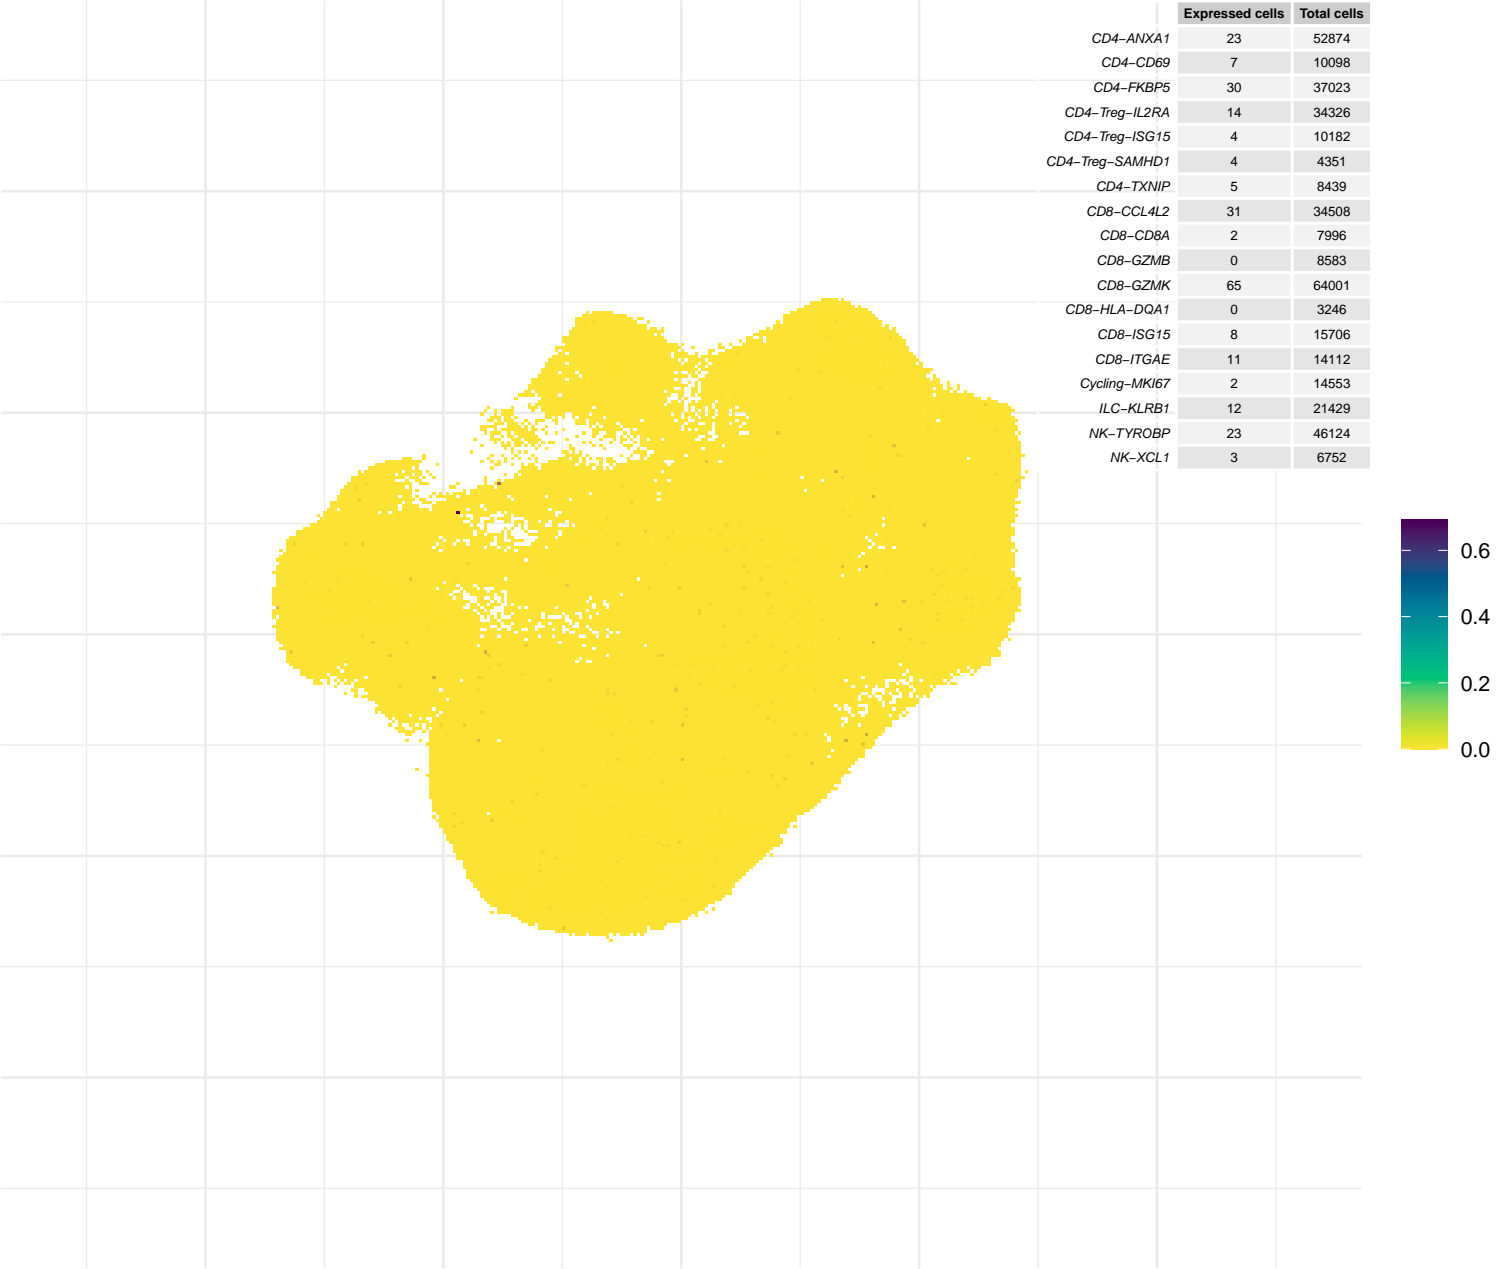 Expressed cells Total cells
CD4−ANXA1 23 52874
CD4−CD69 7 10098
CD4−FKBP5 30 37023
CD4−Treg−IL2RA 14 34326
CD4−Treg−ISG15 4 10182
CD4−Treg−SAMHD1 4 4351
CD4−TXNIP 5 8439
CD8−CCL4L2 31 34508
CD8−CD8A 2 7996
CD8−GZMB 0 8583
CD8−GZMK 65 64001
CD8−HLA−DQA1 0 3246
CD8−ISG15 8 15706
CD8−ITGAE 11 14112
Cycling−MKI67 2 14553
ILC−KLRB1 12 21429
NK−TYROBP 23 46124
NK−XCL1 3 6752
0.6
0.4
0.2
0.0